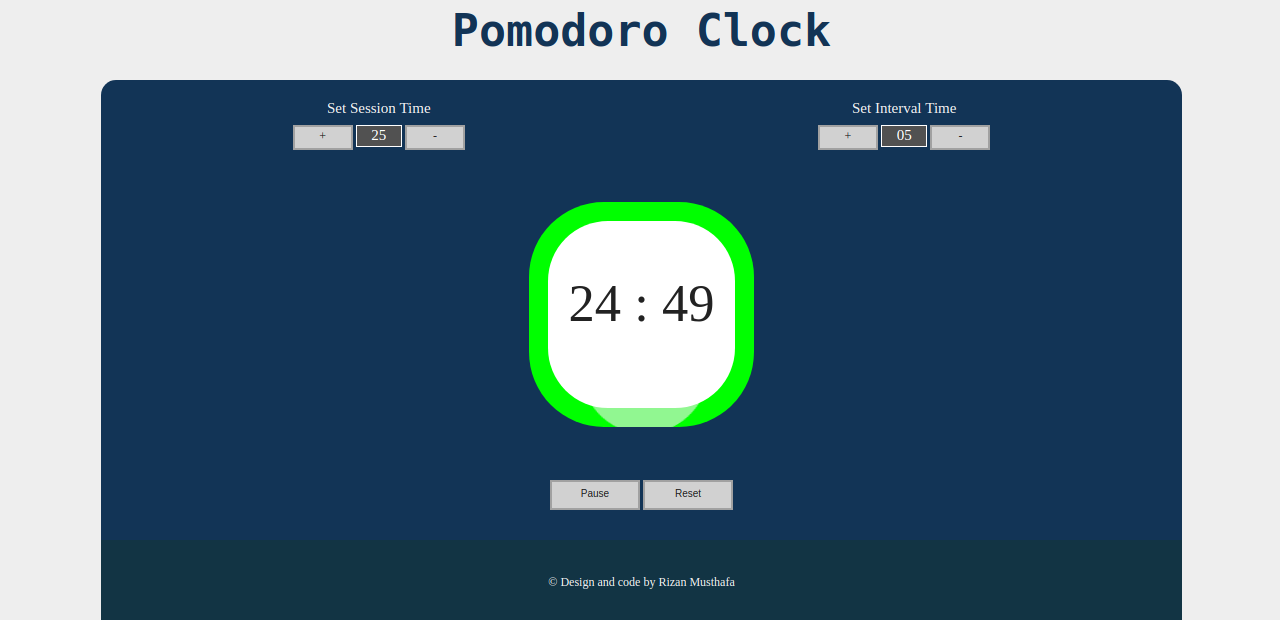 Pomodoro Clock
Set Session Time
+ 25 -
Set Interval Time
+ 05 -
24 : 49
Pause Reset
© Design and code by Rizan Musthafa